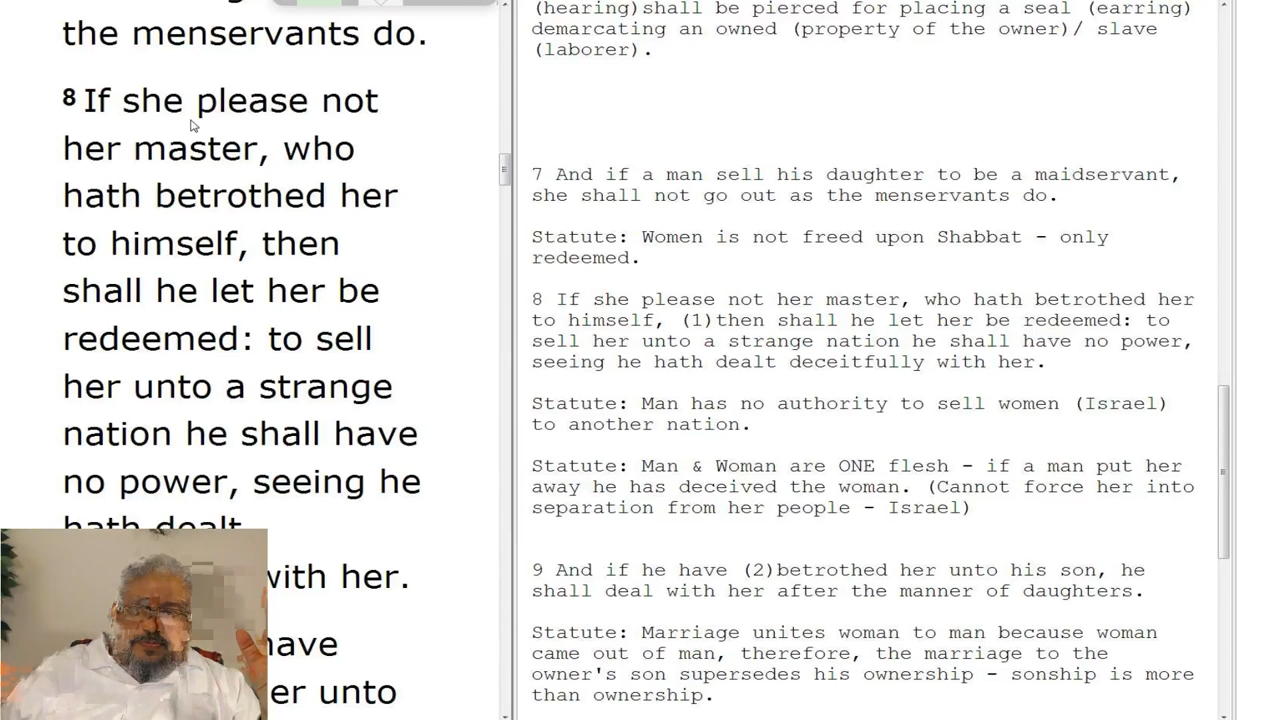 the menservants do.
8 If she please not
her master, who
hath betrothed her
to himself, then
shall he let her be
redeemed: to sell
her unto a strange
nation he shall have
no power, seeing he
hath dealt
with her.
have
er unto
(hearing)shall be pierced for placing a seal (earring)
demarcating an owned (property of the owner)/ slave
(laborer).
7 And if a man sell his daughter to be a maidservant,
she shall not go out as the menservants do.
Statute: Women is not freed upon Shabbat - only
redeemed.
8 If she please not her master, who hath betrothed her
to himself, (1)then shall he let her be redeemed: to
sell her unto a strange nation he shall have no power,
seeing he hath dealt deceitfully with her.
Statute: Man has no authority to sell women (Israel)
to another nation.
Statute: Man & Woman are ONE flesh - if a man put her
away he has deceived the woman. (Cannot force her into
separation from her people - Israel)
9 And if he have (2)betrothed her unto his son, he
shall deal with her after the manner of daughters.
Statute: Marriage unites woman to man because woman
came out of man, therefore, the marriage to the
owner's son supersedes his ownership - sonship is more
than ownership.